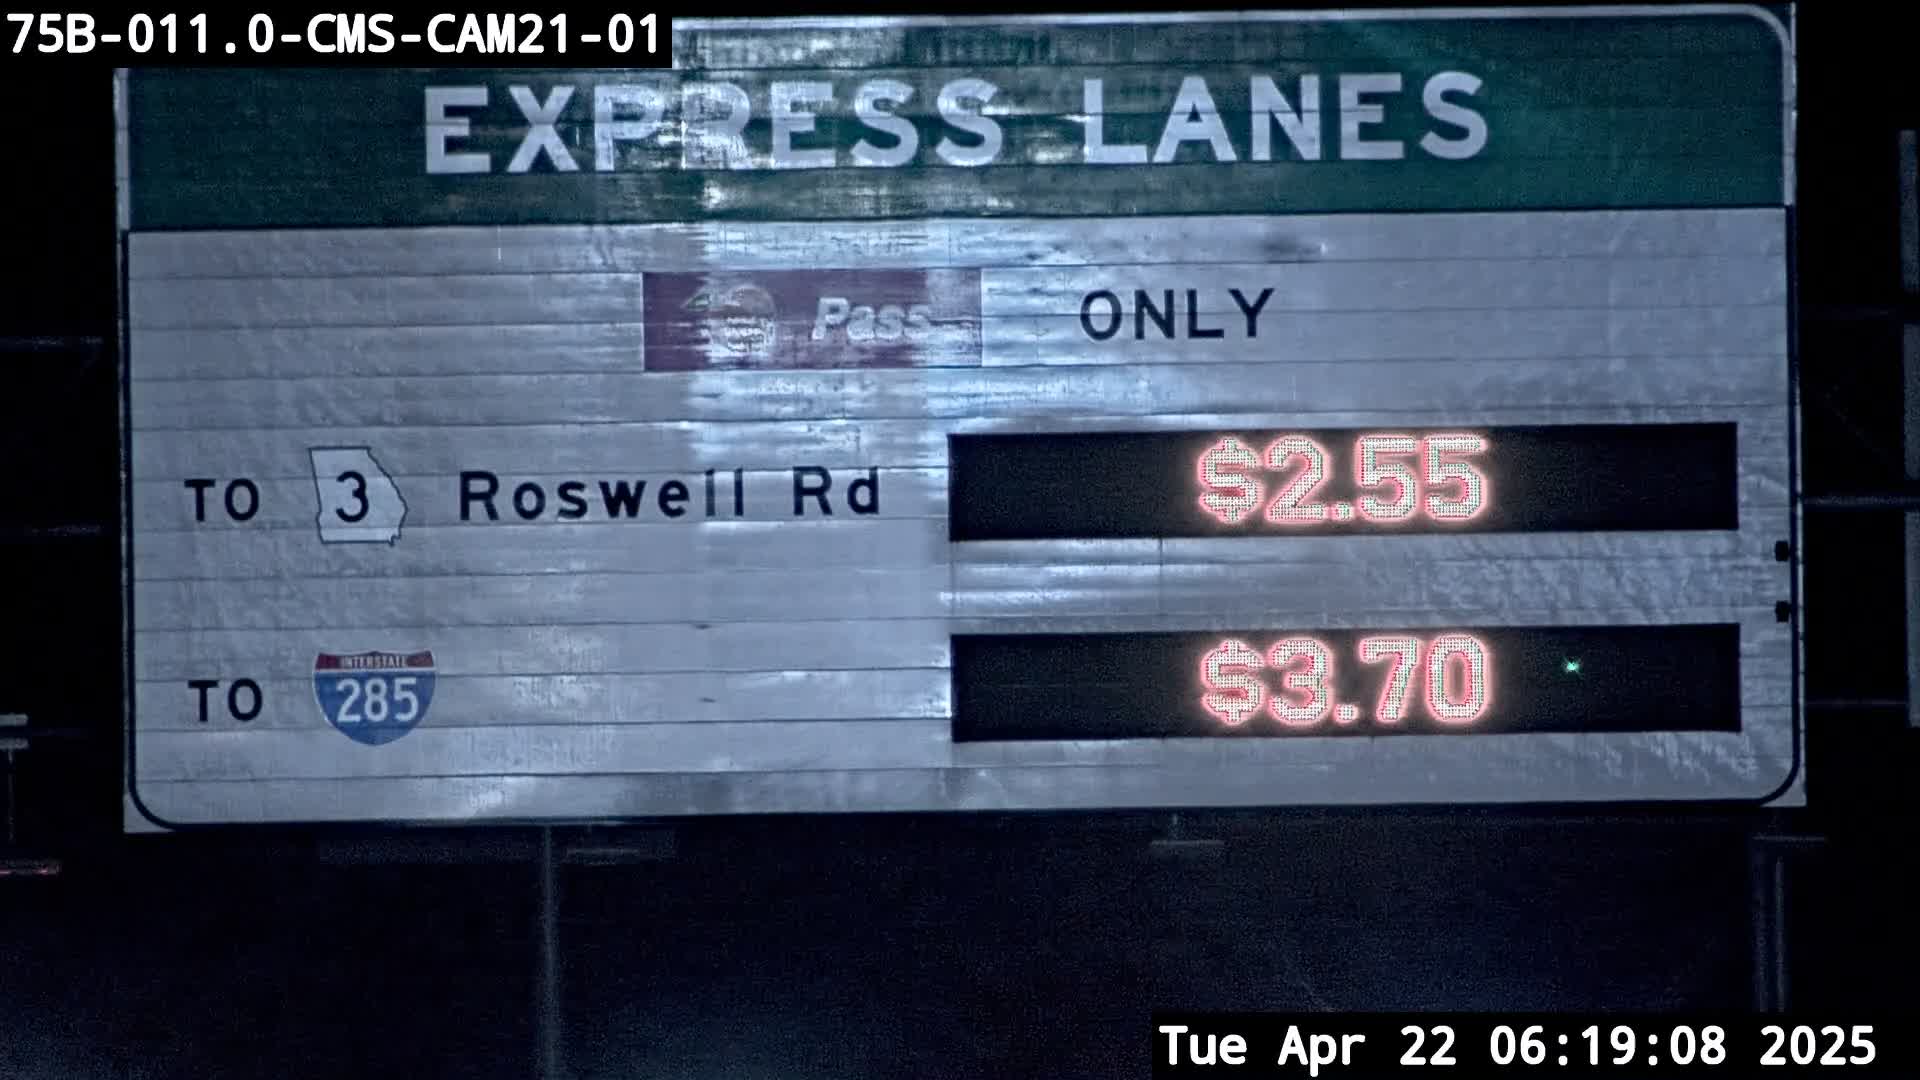 75B-011.0-CMS-CAM21-01
EXPRESS LANES
Pass ONLY
TO 3 Roswell Rd $2.55
INTERSTATE
TO 285 $3.70
Tue Apr 22 06:19:08 2025